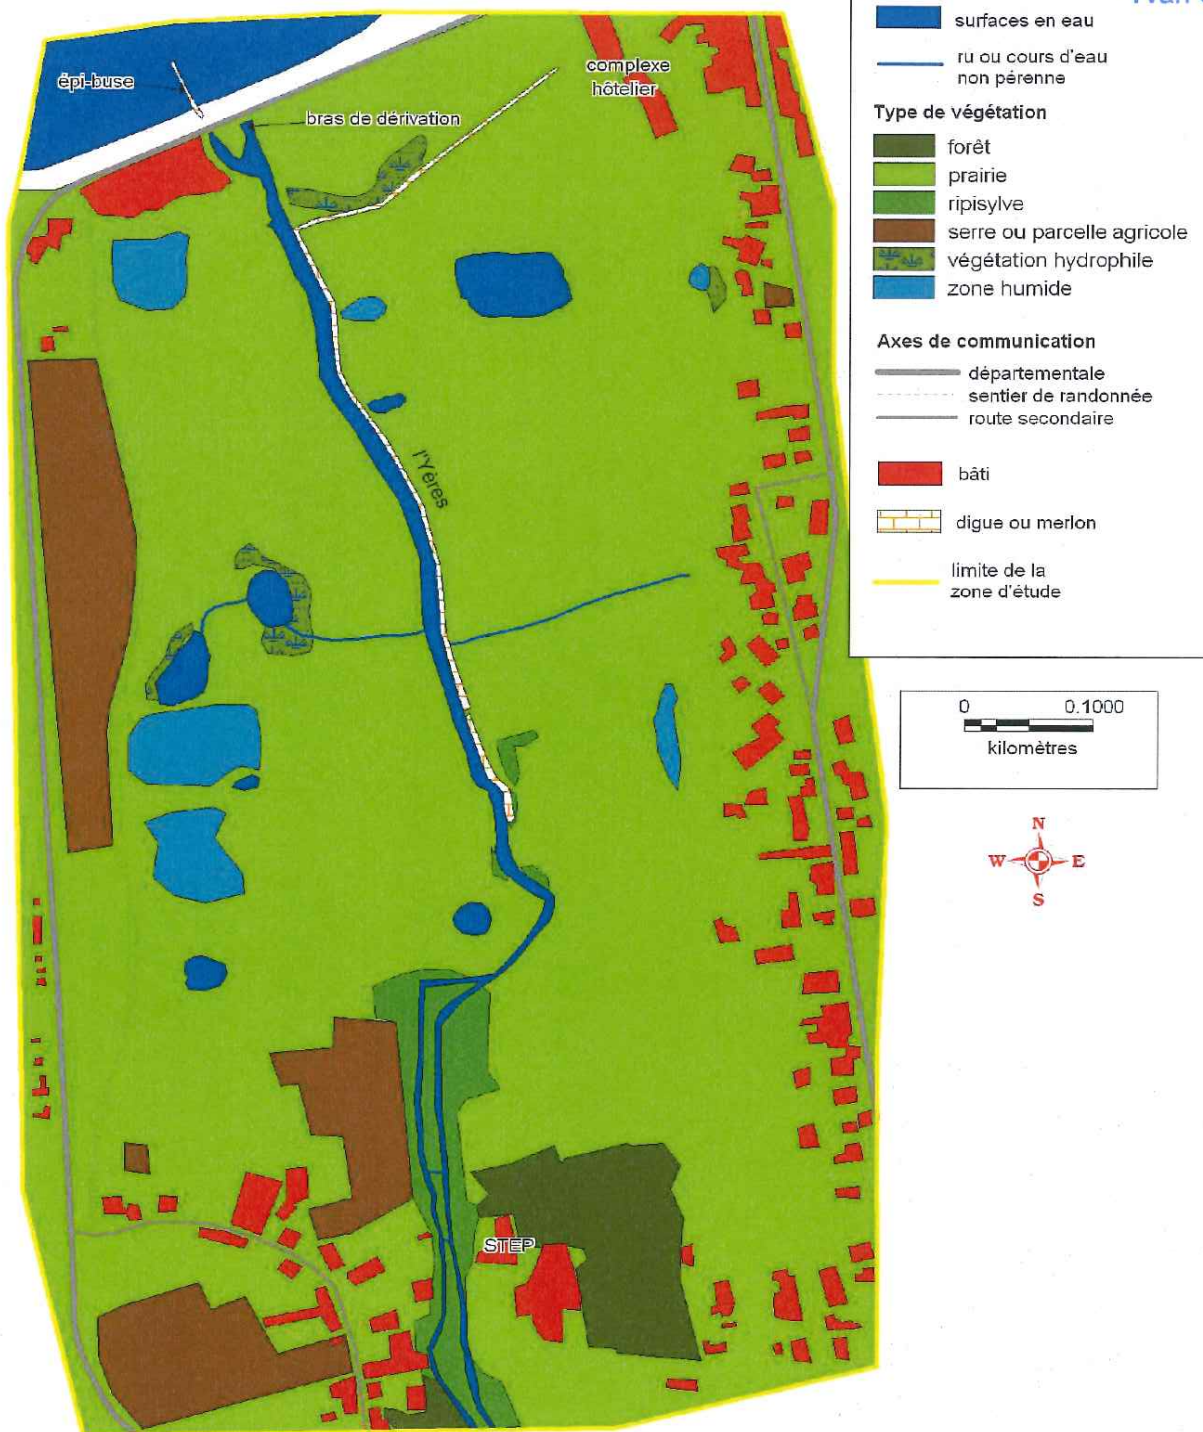 surfaces en eau
ru ou cours d'eau
non pérenne
Type de végétation
forêt
prairie
ripisylve
serre ou parcelle agricole
végétation hydrophile
zone humide
Axes de communication
départementale
sentier de randonnée
route secondaire
bâti
digue ou merlon
limite de la
zone d'étude
0 0.1000
kilomètres
N
W E
S
épi-buse
bras de dérivation
complexe
hôtelier
l'Yères
STEP